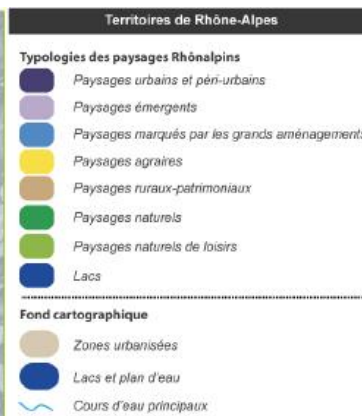 Territoires de Rhône-Alpes
Typologies des paysages Rhônalpins
Paysages urbains et péri-urbains
Paysages émergents
Paysages marqués par les grands aménagements
Paysages agraires
Paysages ruraux-patrimoniaux
Paysages naturels
Paysages naturels de loisirs
Lacs
Fond cartographique
Zones urbanisées
Lacs et plan d'eau
Cours d'eau principaux